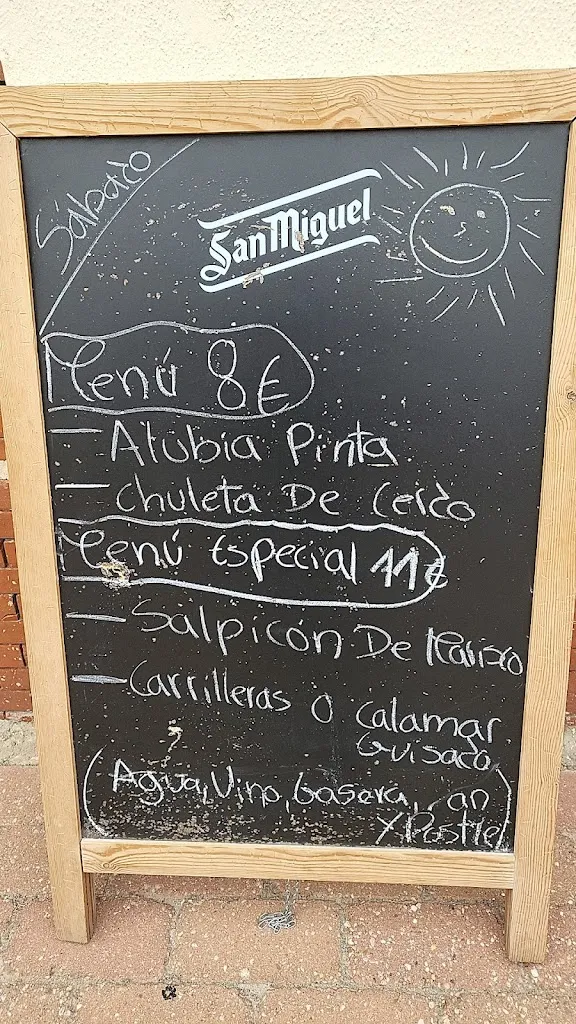 Sábado
San Miguel
Menú 8€
- Alubia Pinta
- Chuleta De Cerdo
Menú Especial 11€
- Salpicón De Marisco
- Carrilleras O Calamar
Guisado
(Agua, Vino, Gasera, an
Y Postre)